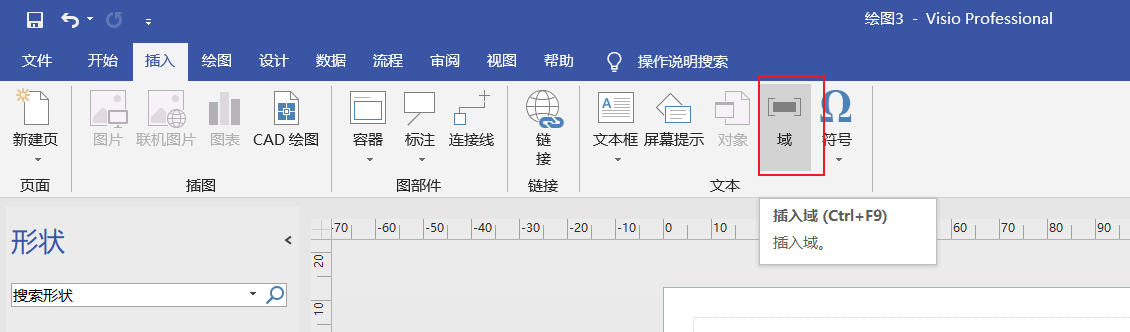 绘图3 - Visio Professional
文件 开始 插入 绘图 设计 数据 流程 审阅 视图 帮助 操作说明搜索
新建页 图片 联机图片 图表 CAD 绘图 容器 标注 连接线 链接 文本框 屏幕提示 对象 域 符号
页面 插图 图部件 链接 文本
插入域 (Ctrl+F9)
插入域。
形状
搜索形状
-70 -60 -50 -40 -30 -20 -10 0 10 60 70 80 90
20
10